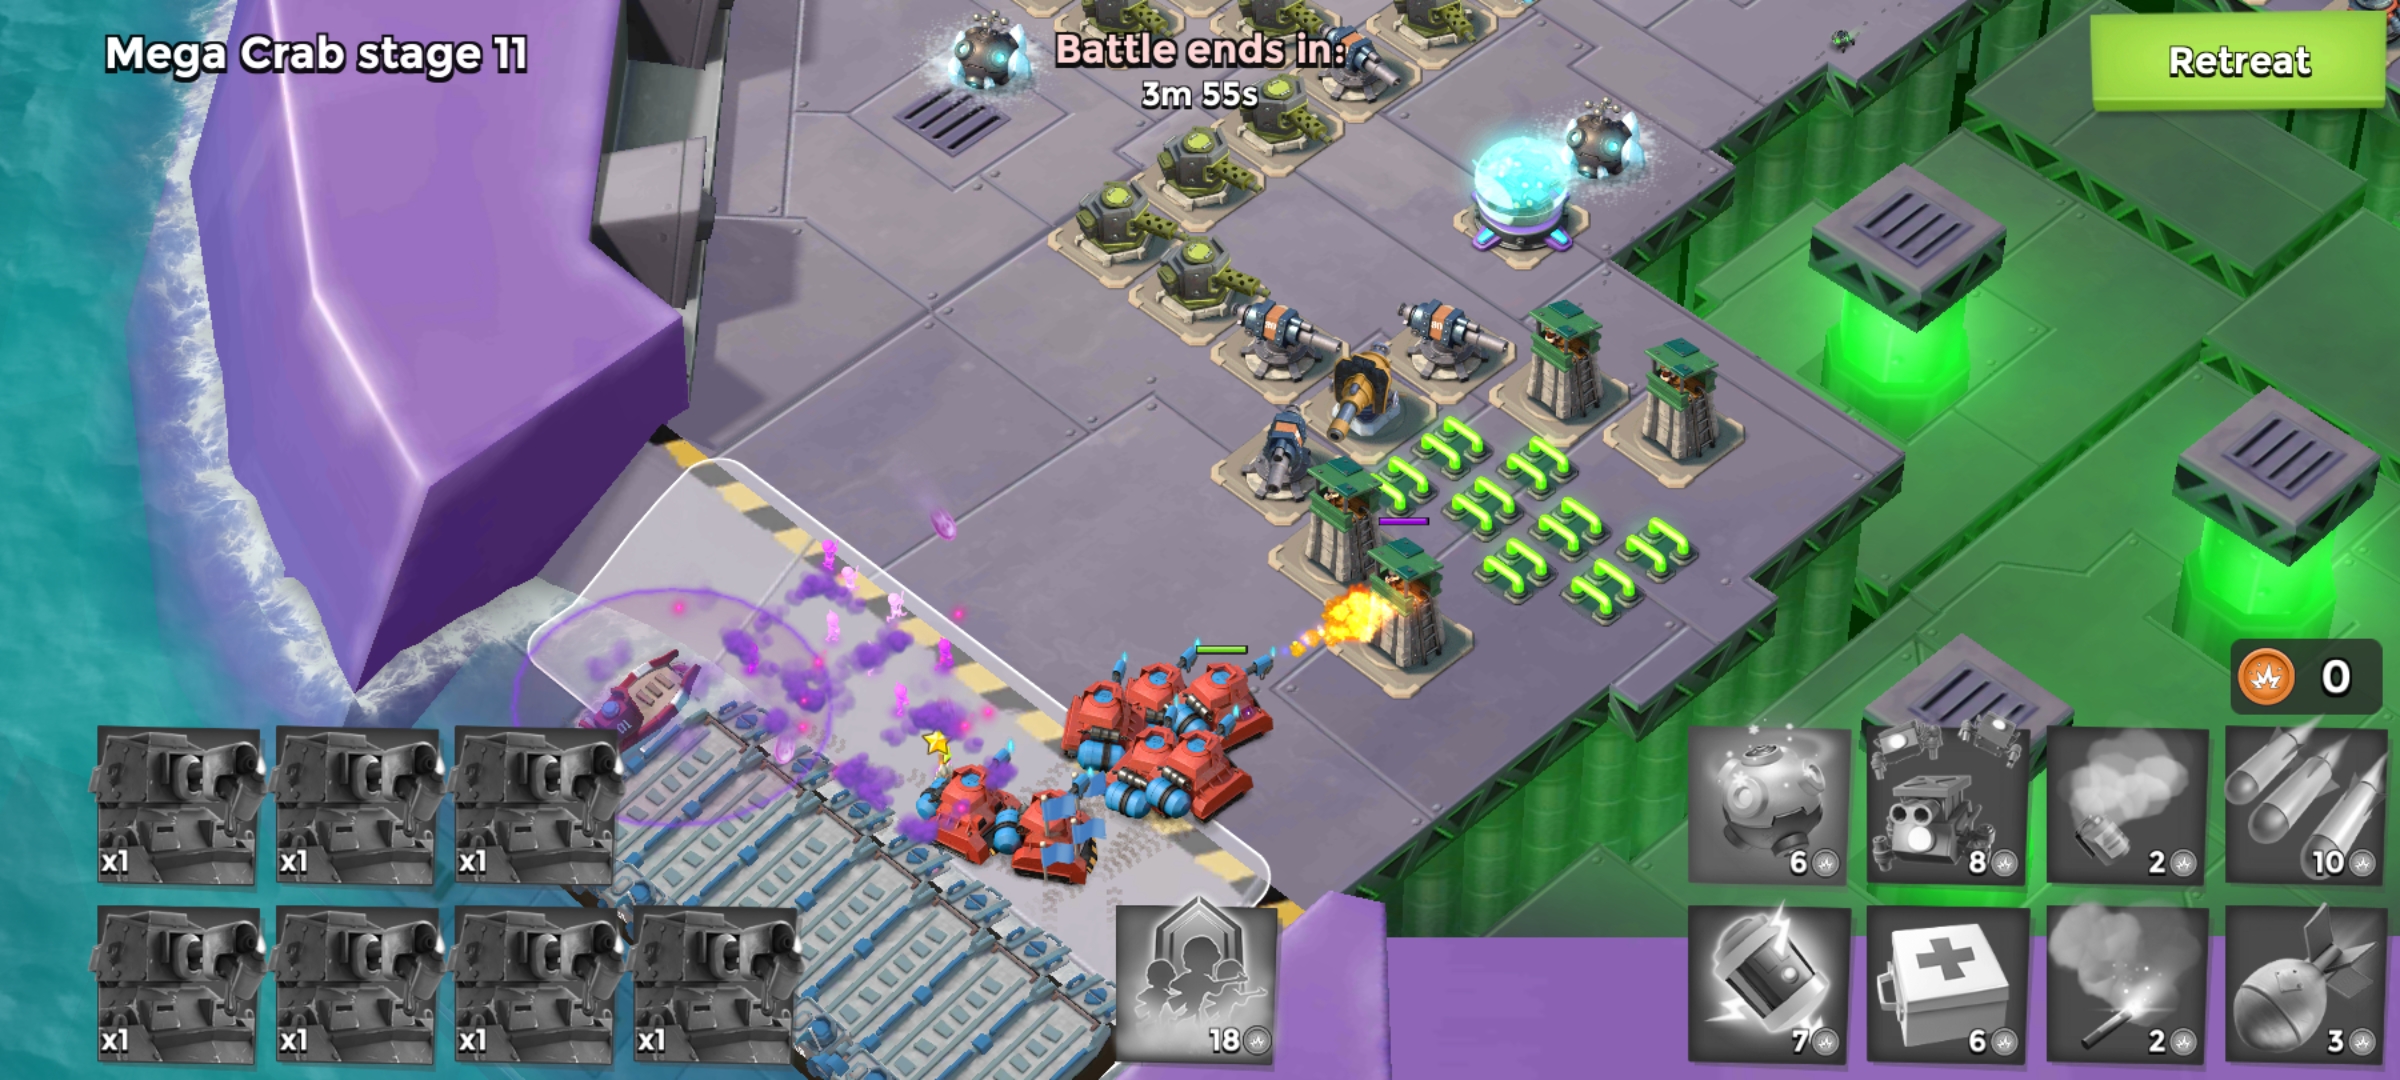 Mega Crab stage 11
Battle ends in:
3m 55s
Retreat
0
x1
x1
x1
6
8
2
10
x1
x1
x1
x1
18
7
6
2
3